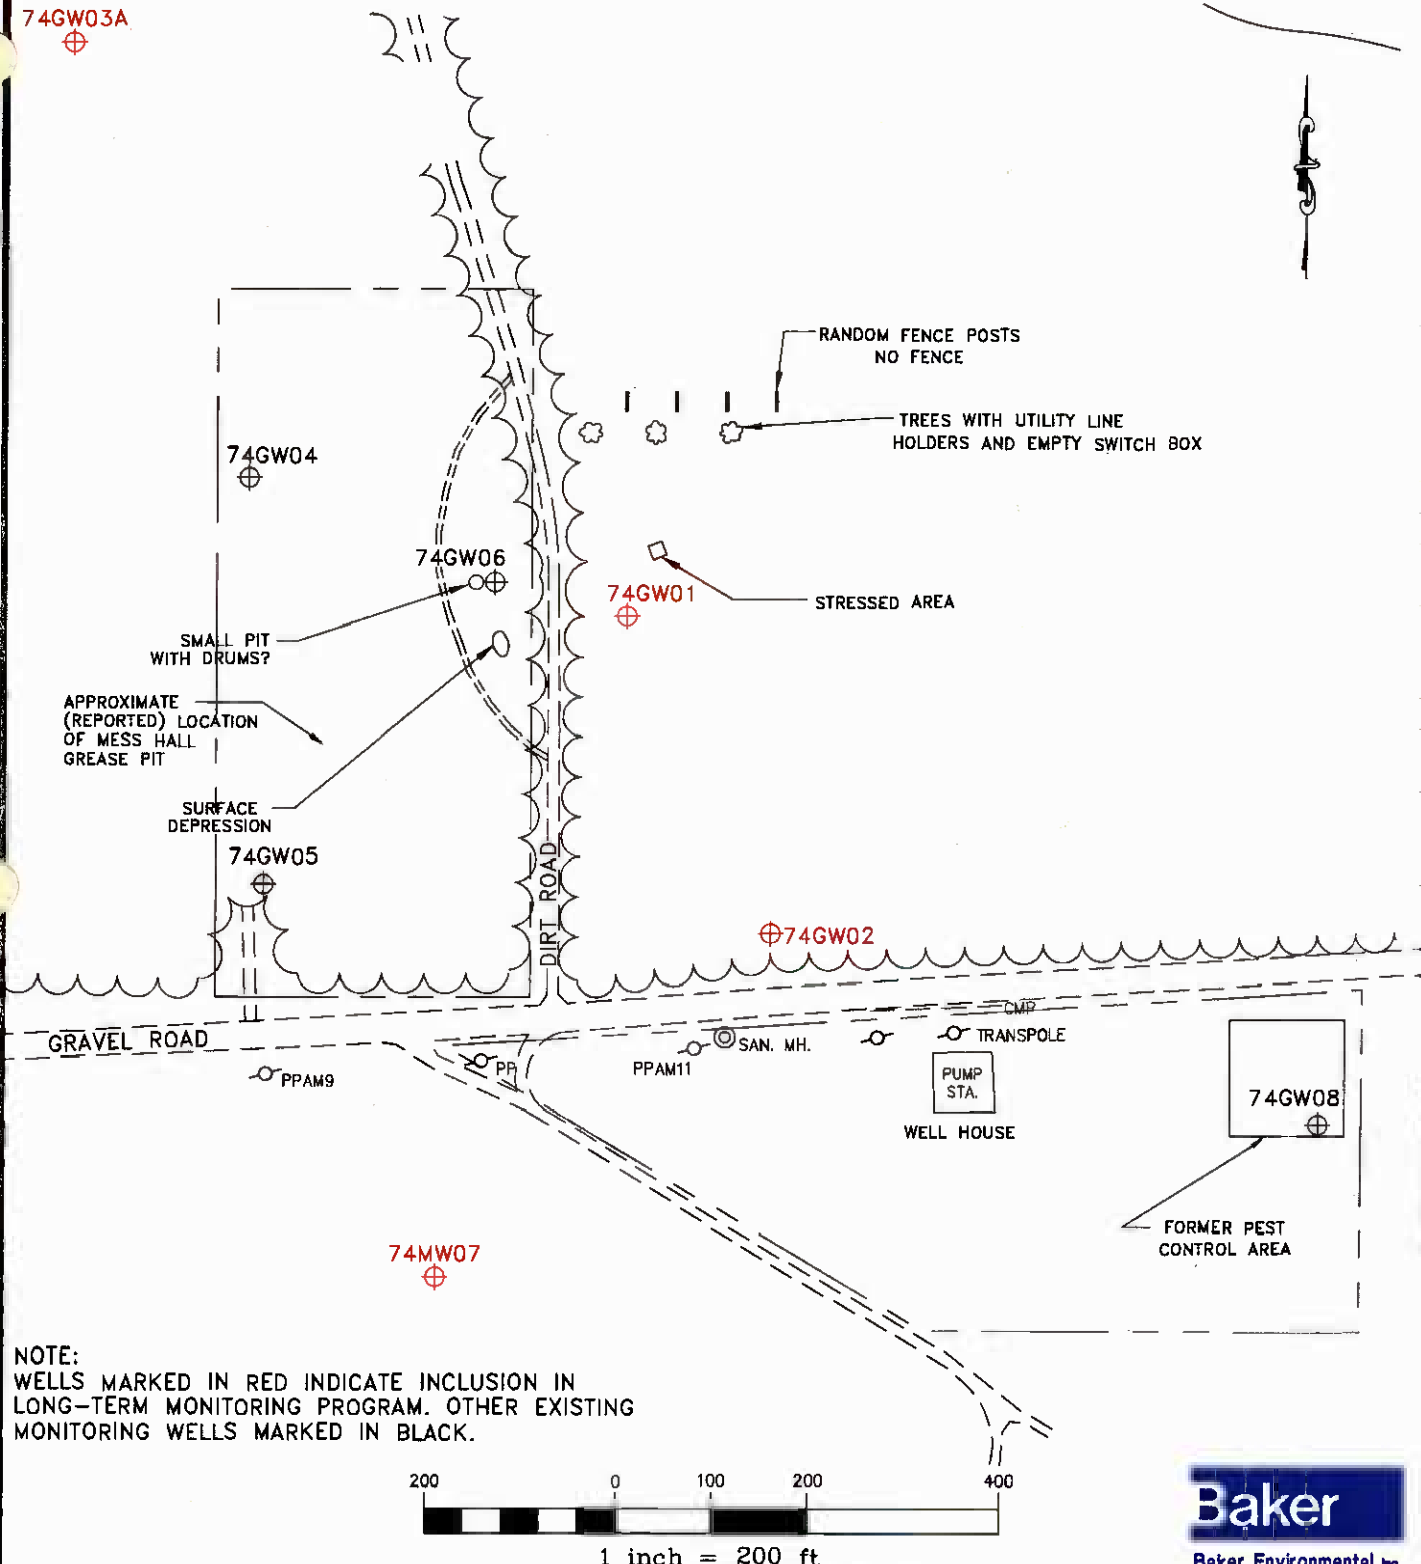 74GW03A
RANDOM FENCE POSTS
NO FENCE
TREES WITH UTILITY LINE
HOLDERS AND EMPTY SWITCH BOX
74GW04
74GW06
74GW01
STRESSED AREA
SMALL PIT
WITH DRUMS?
APPROXIMATE
(REPORTED) LOCATION
OF MESS HALL
GREASE PIT
SURFACE
DEPRESSION
74GW05
DIRT ROAD
74GW02
GRAVEL ROAD
CMP
TRANSPOLE
SAN. MH.
PP
PPAM11
PPAM9
PUMP
STA.
WELL HOUSE
74GW08
FORMER PEST
CONTROL AREA
74MW07
NOTE:
WELLS MARKED IN RED INDICATE INCLUSION IN
LONG-TERM MONITORING PROGRAM. OTHER EXISTING
MONITORING WELLS MARKED IN BLACK.
200 0 100 200 400
1 inch = 200 ft
Baker
Baker Environmental